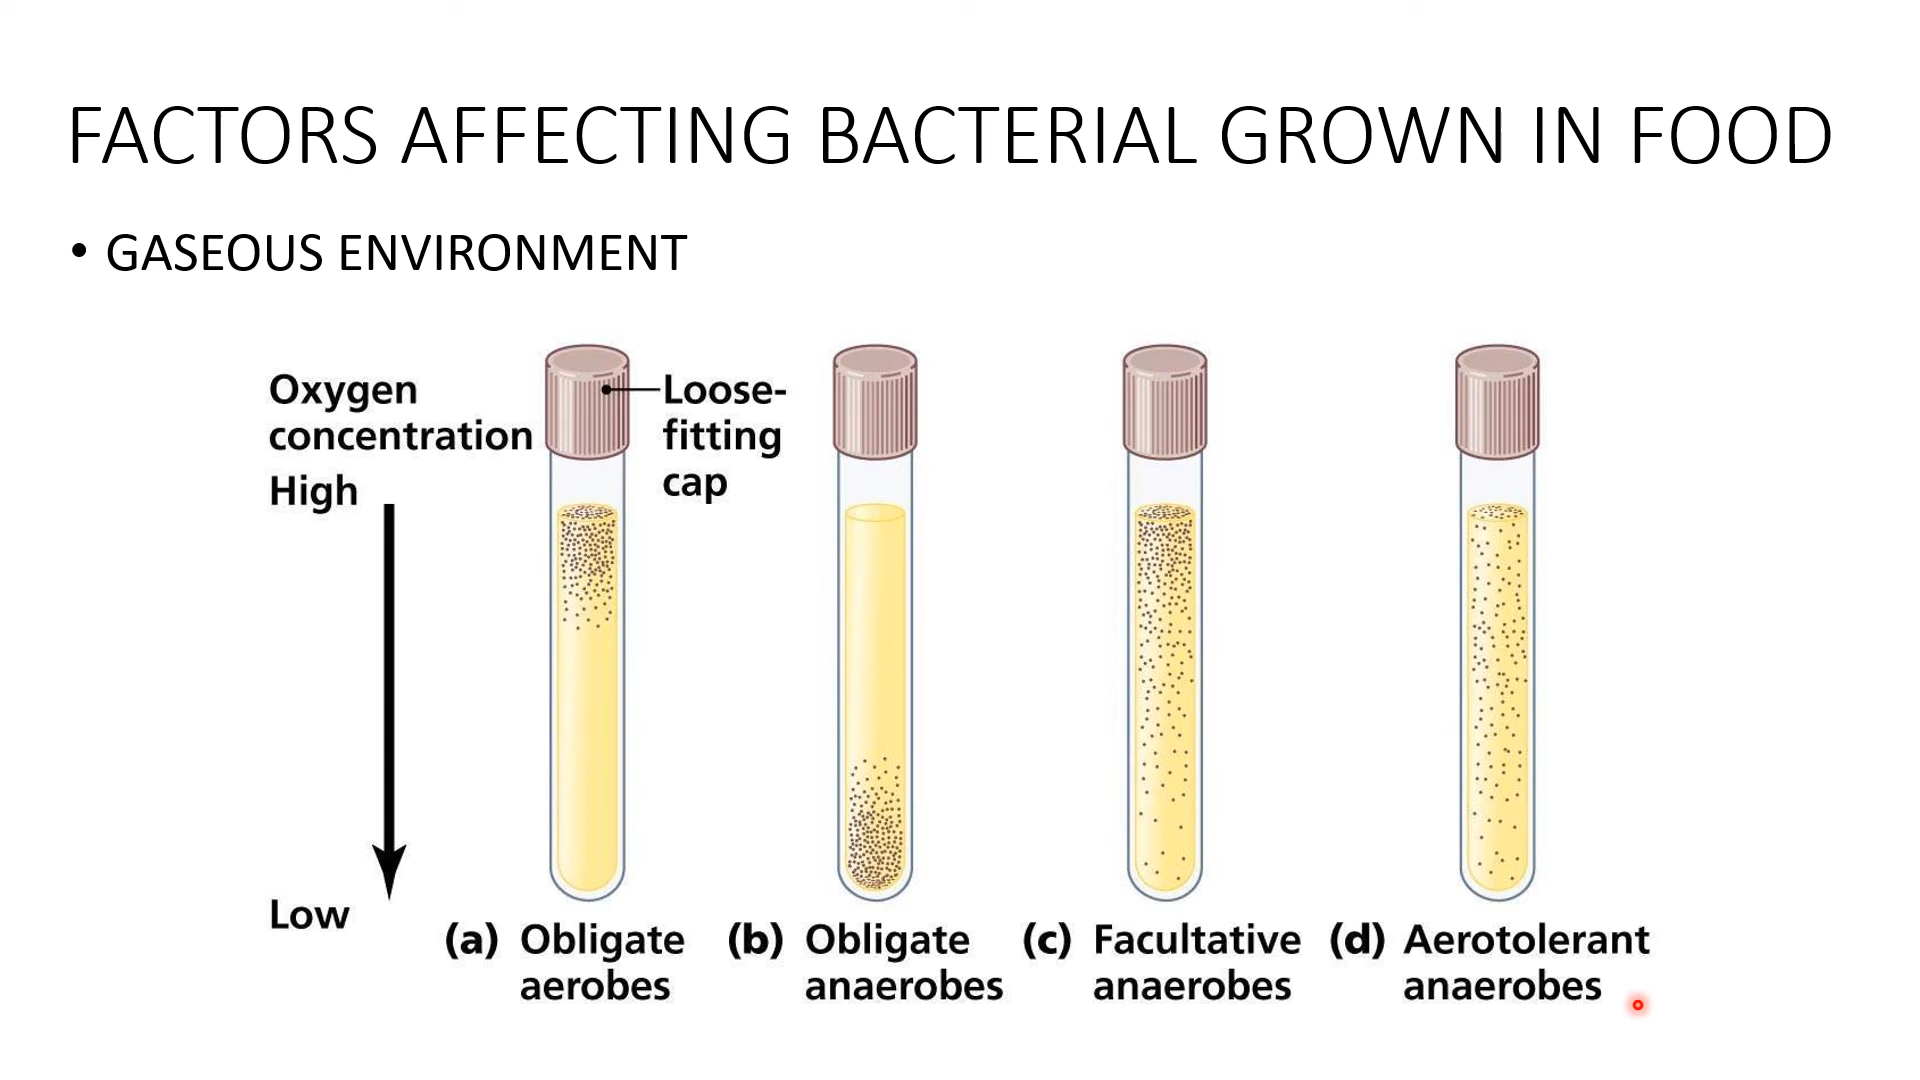 FACTORS AFFECTING BACTERIAL GROWN IN FOOD
• GASEOUS ENVIRONMENT
Oxygen
concentration
High
Low
Loose-
fitting
cap
(a) Obligate
aerobes
(b) Obligate
anaerobes
(c) Facultative
anaerobes
(d) Aerotolerant
anaerobes